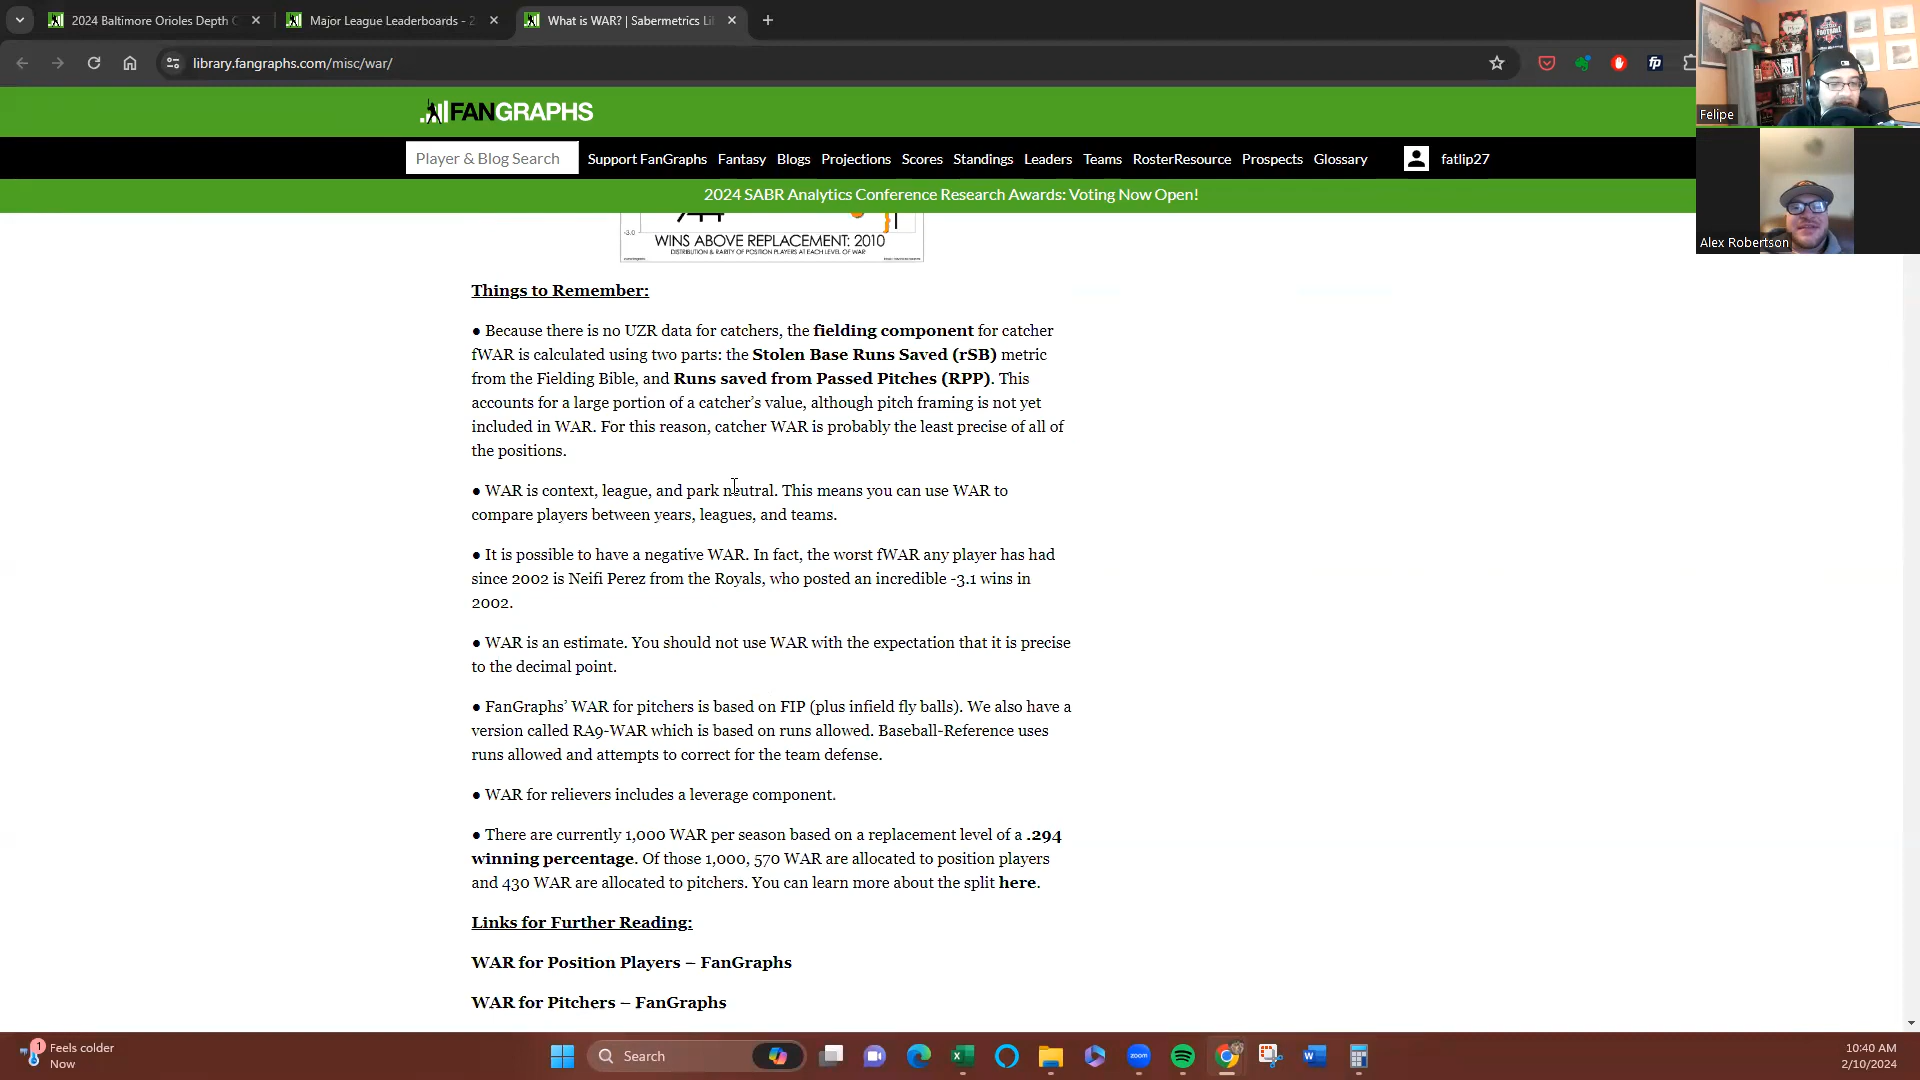 2024 Baltimore Orioles Depth C
Major League Leaderboards - 2
What is WAR? | Sabermetrics Li
library.fangraphs.com/misc/war/
fp
FANGRAPHS
Player & Blog Search
Support FanGraphs Fantasy Blogs Projections Scores Standings Leaders Teams RosterResource Prospects Glossary fatlip27
2024 SABR Analytics Conference Research Awards: Voting Now Open!
Felipe
Alex Robertson
-3.0
WINS ABOVE REPLACEMENT: 2010
DISTRIBUTION & RARITY OF POSITION PLAYERS AT EACH LEVEL OF WAR
Things to Remember:
● Because there is no UZR data for catchers, the fielding component for catcher
fWAR is calculated using two parts: the Stolen Base Runs Saved (rSB) metric
from the Fielding Bible, and Runs saved from Passed Pitches (RPP). This
accounts for a large portion of a catcher’s value, although pitch framing is not yet
included in WAR. For this reason, catcher WAR is probably the least precise of all of
the positions.
● WAR is context, league, and park neutral. This means you can use WAR to
compare players between years, leagues, and teams.
● It is possible to have a negative WAR. In fact, the worst fWAR any player has had
since 2002 is Neifi Perez from the Royals, who posted an incredible -3.1 wins in
2002.
● WAR is an estimate. You should not use WAR with the expectation that it is precise
to the decimal point.
● FanGraphs’ WAR for pitchers is based on FIP (plus infield fly balls). We also have a
version called RA9-WAR which is based on runs allowed. Baseball-Reference uses
runs allowed and attempts to correct for the team defense.
● WAR for relievers includes a leverage component.
● There are currently 1,000 WAR per season based on a replacement level of a .294
winning percentage. Of those 1,000, 570 WAR are allocated to position players
and 430 WAR are allocated to pitchers. You can learn more about the split here.
Links for Further Reading:
WAR for Position Players – FanGraphs
WAR for Pitchers – FanGraphs
1
Feels colder
Now
Search
zoom
W
10:40 AM
2/10/2024